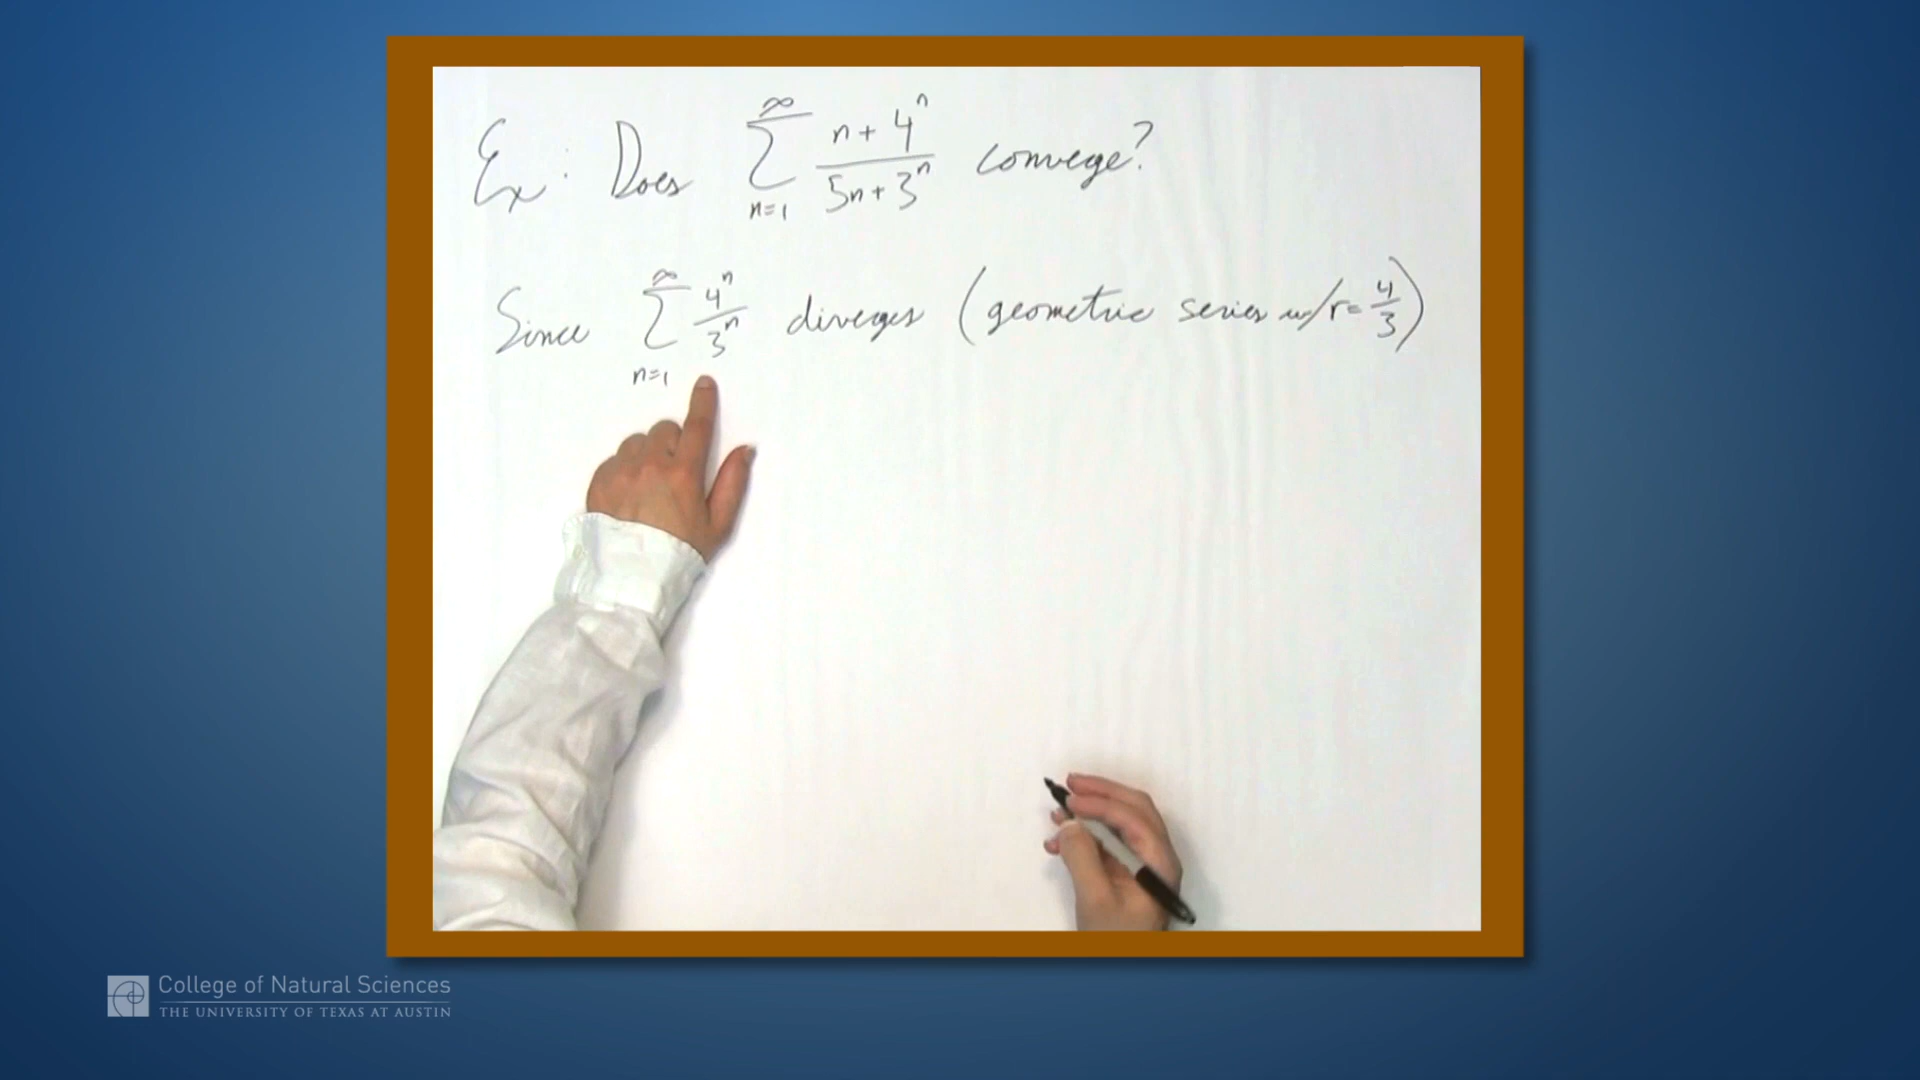 Ex: Does ∑_{n=1}^{∞} (n+4^n)/(5n+3^n) converge?
Since ∑_{n=1}^{∞} 4^n/3^n diverges (geometric series w/ r=4/3)
College of Natural Sciences
THE UNIVERSITY OF TEXAS AT AUSTIN